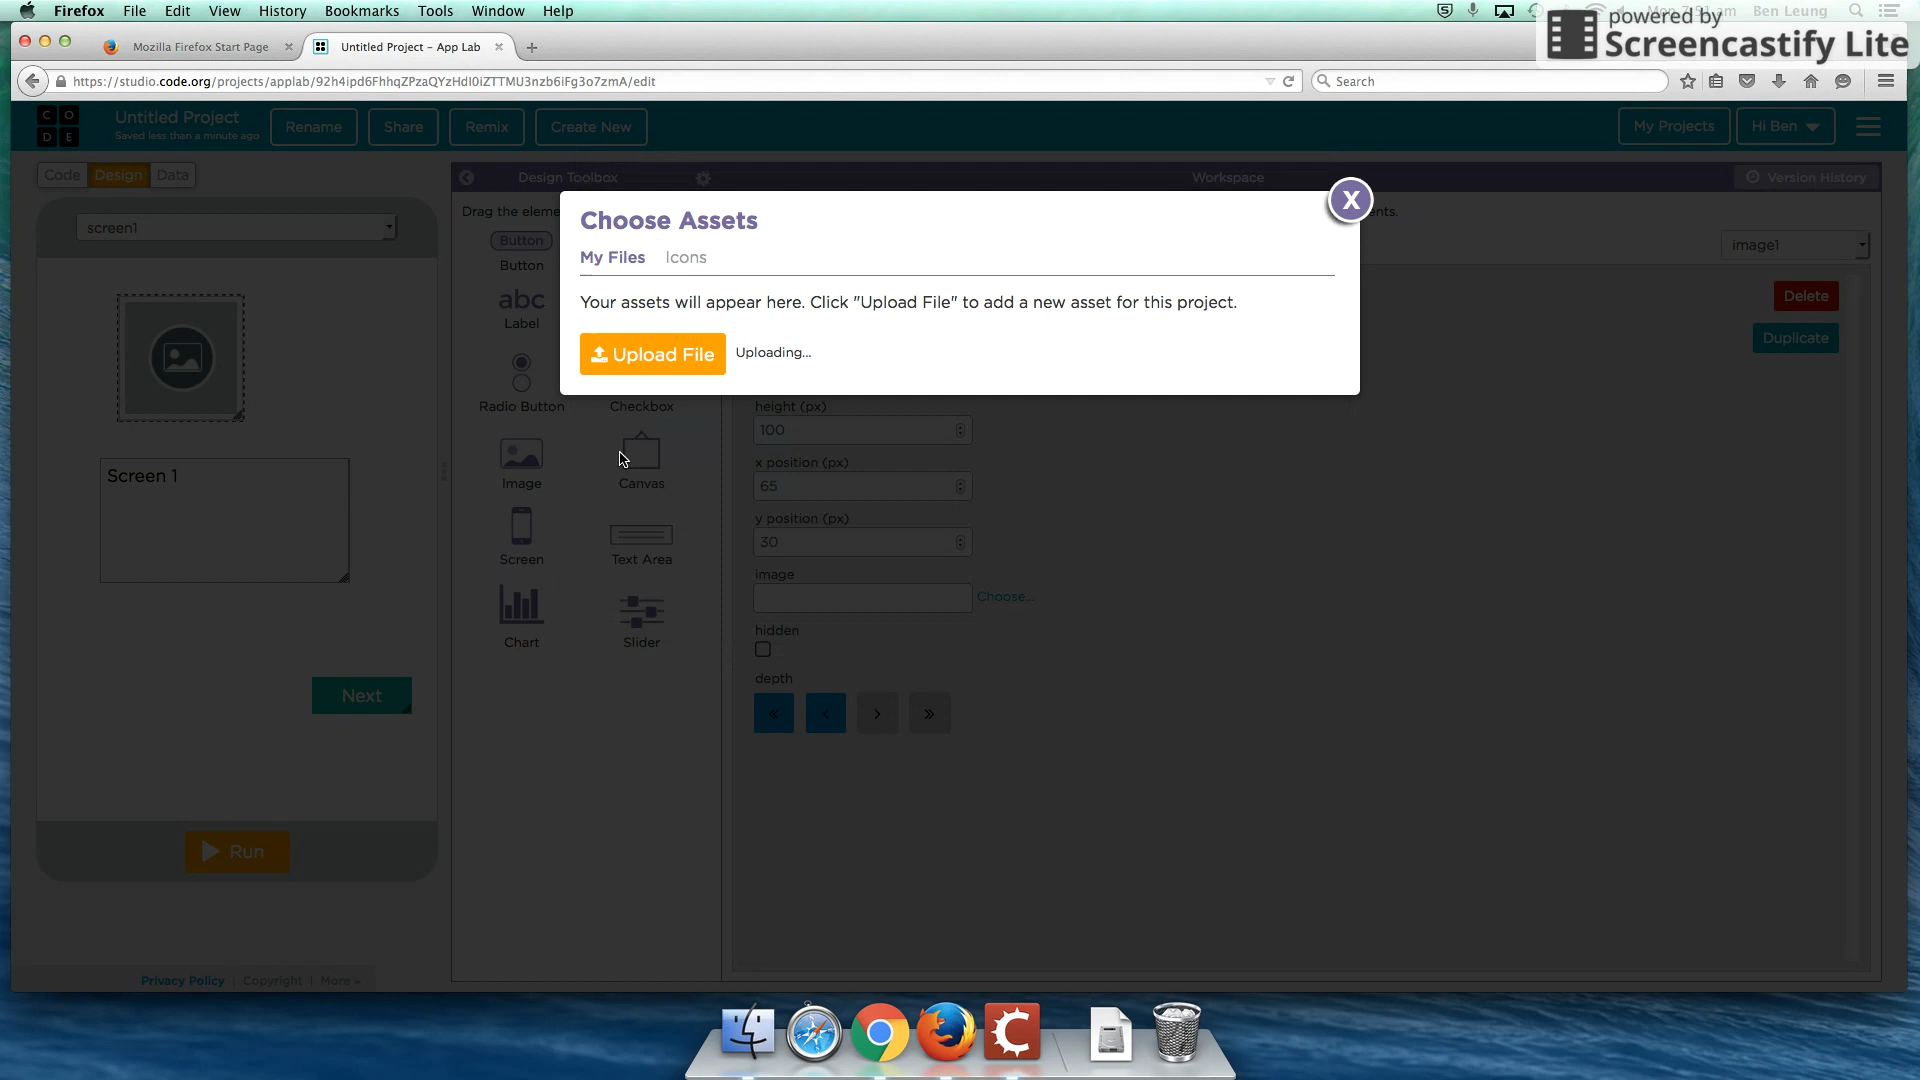 Firefox File Edit View History Bookmarks Tools Window Help
Ben Leung
powered by
Screencastify Lite
Mozilla Firefox Start Page
Untitled Project – App Lab
https://studio.code.org/projects/applab/92h4ipd6FhhqZPzaQYzHdI0iZTTMU3nzb6iFg3o7zmA/edit
Search
C O
D E
Untitled Project
Saved less than a minute ago
Rename
Share
Remix
Create New
My Projects
Hi Ben
Code Design Data
Design Toolbox
Workspace
Version History
screen1
Drag the eleme
ents.
Choose Assets
X
My Files
Icons
Your assets will appear here. Click "Upload File" to add a new asset for this project.
Upload File
Uploading...
image1
Delete
Duplicate
Button
Button
abc
Label
Radio Button
Checkbox
Image
Canvas
Screen
Text Area
Chart
Slider
Screen 1
Next
Run
height (px)
100
x position (px)
65
y position (px)
30
image
Choose...
hidden
depth
Privacy Policy | Copyright | More